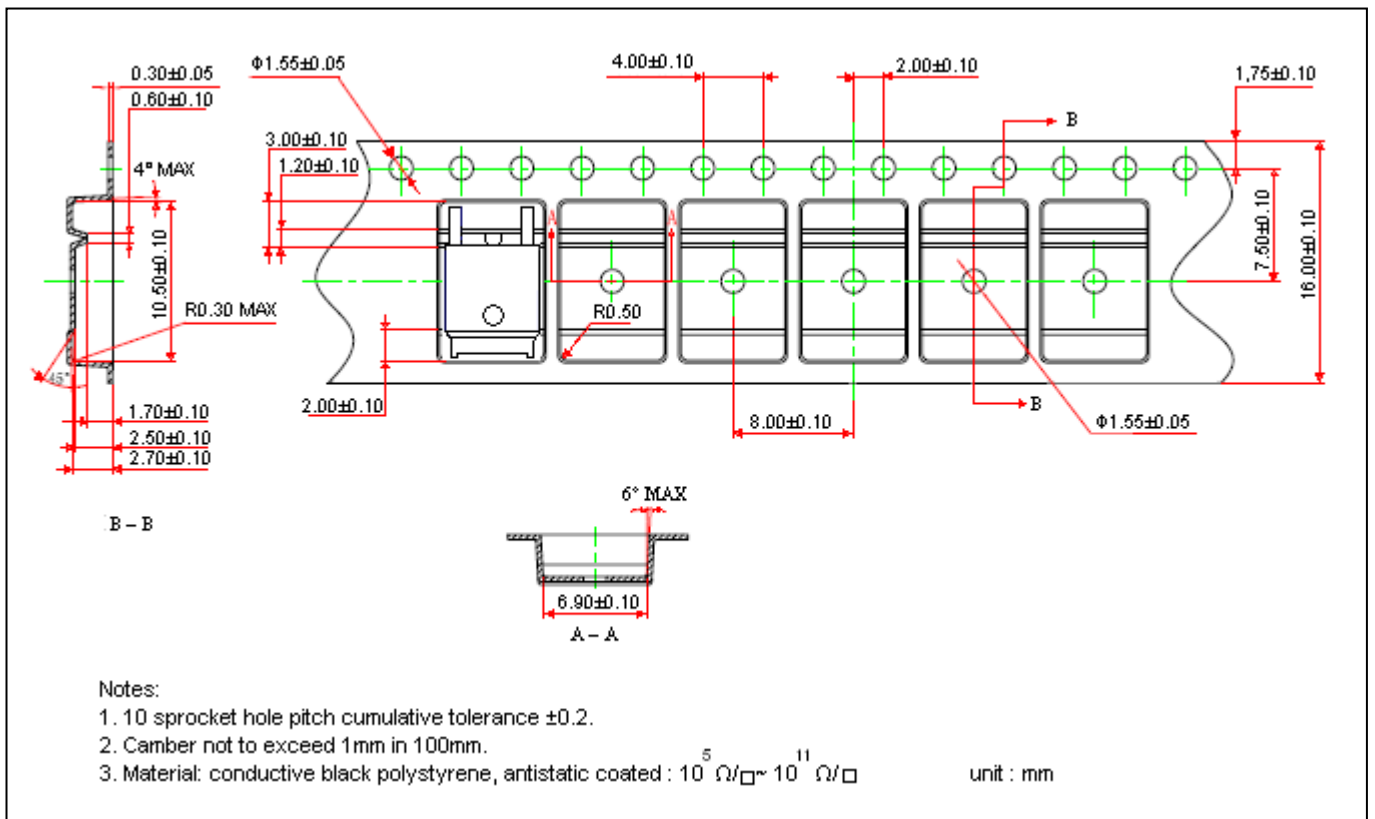 0.30±0.05
Φ1.55±0.05
4.00±0.10
2.00±0.10
1,75±0.10
0.60±0.10
B
3.00±0.10
4° MAX
1.20±0.10
A
A
7.50±0.10
16.00±0.10
10.50±0.10
R0.30 MAX
R0.50
45°
2.00±0.10
B
1.70±0.10
8.00±0.10
Φ1.55±0.05
2.50±0.10
2.70±0.10
6° MAX
B – B
6.90±0.10
A – A
Notes:
1. 10 sprocket hole pitch cumulative tolerance ±0.2.
2. Camber not to exceed 1mm in 100mm.
3. Material: conductive black polystyrene, antistatic coated : 10⁵ Ω/□~ 10¹¹ Ω/□ unit : mm